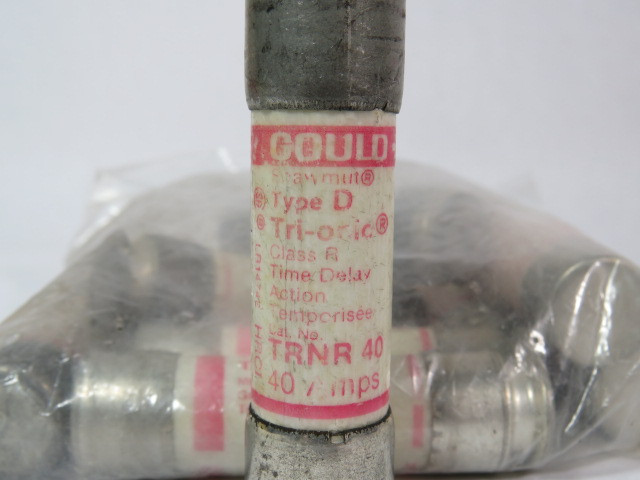 GOULD
Shawmut®
Type D
Tri-onic®
Class R
Time Delay
Action
Temporisée
Cat. No.
TRNR 40
40 Amps